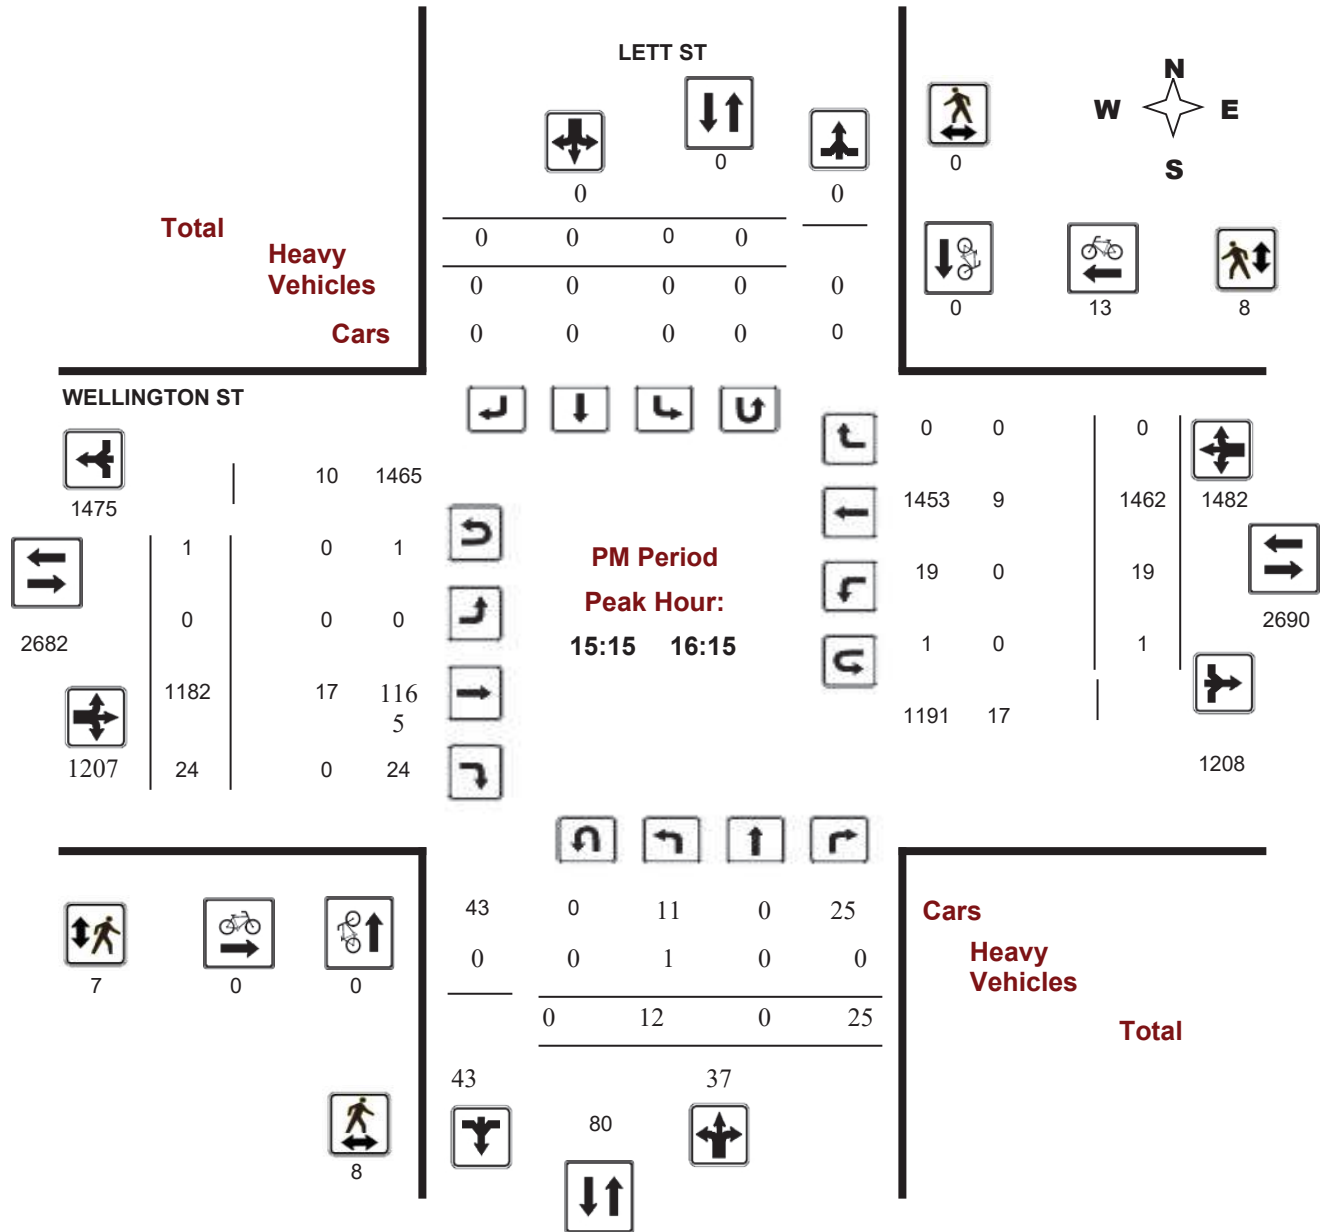 LETT ST
N
W E
S
0
0
0 0
Total
0 0 0 0
Heavy
Vehicles
0 0 0 0 0
Cars
0 0 0 0 0
0 13 8
WELLINGTON ST
10 1465
1475
1 0 1
0 0 0
2682
1182 17 116
5
1207 24 0 24
PM Period
Peak Hour:
15:15 16:15
0 0 0
1453 9 1462 1482
19 0 19
2690
1 0 1
1191 17
1208
43 0 11 0 25
Cars
0 0 1 0 0
Heavy
Vehicles
7 0 0
0 12 0 25
Total
43 37
80
8